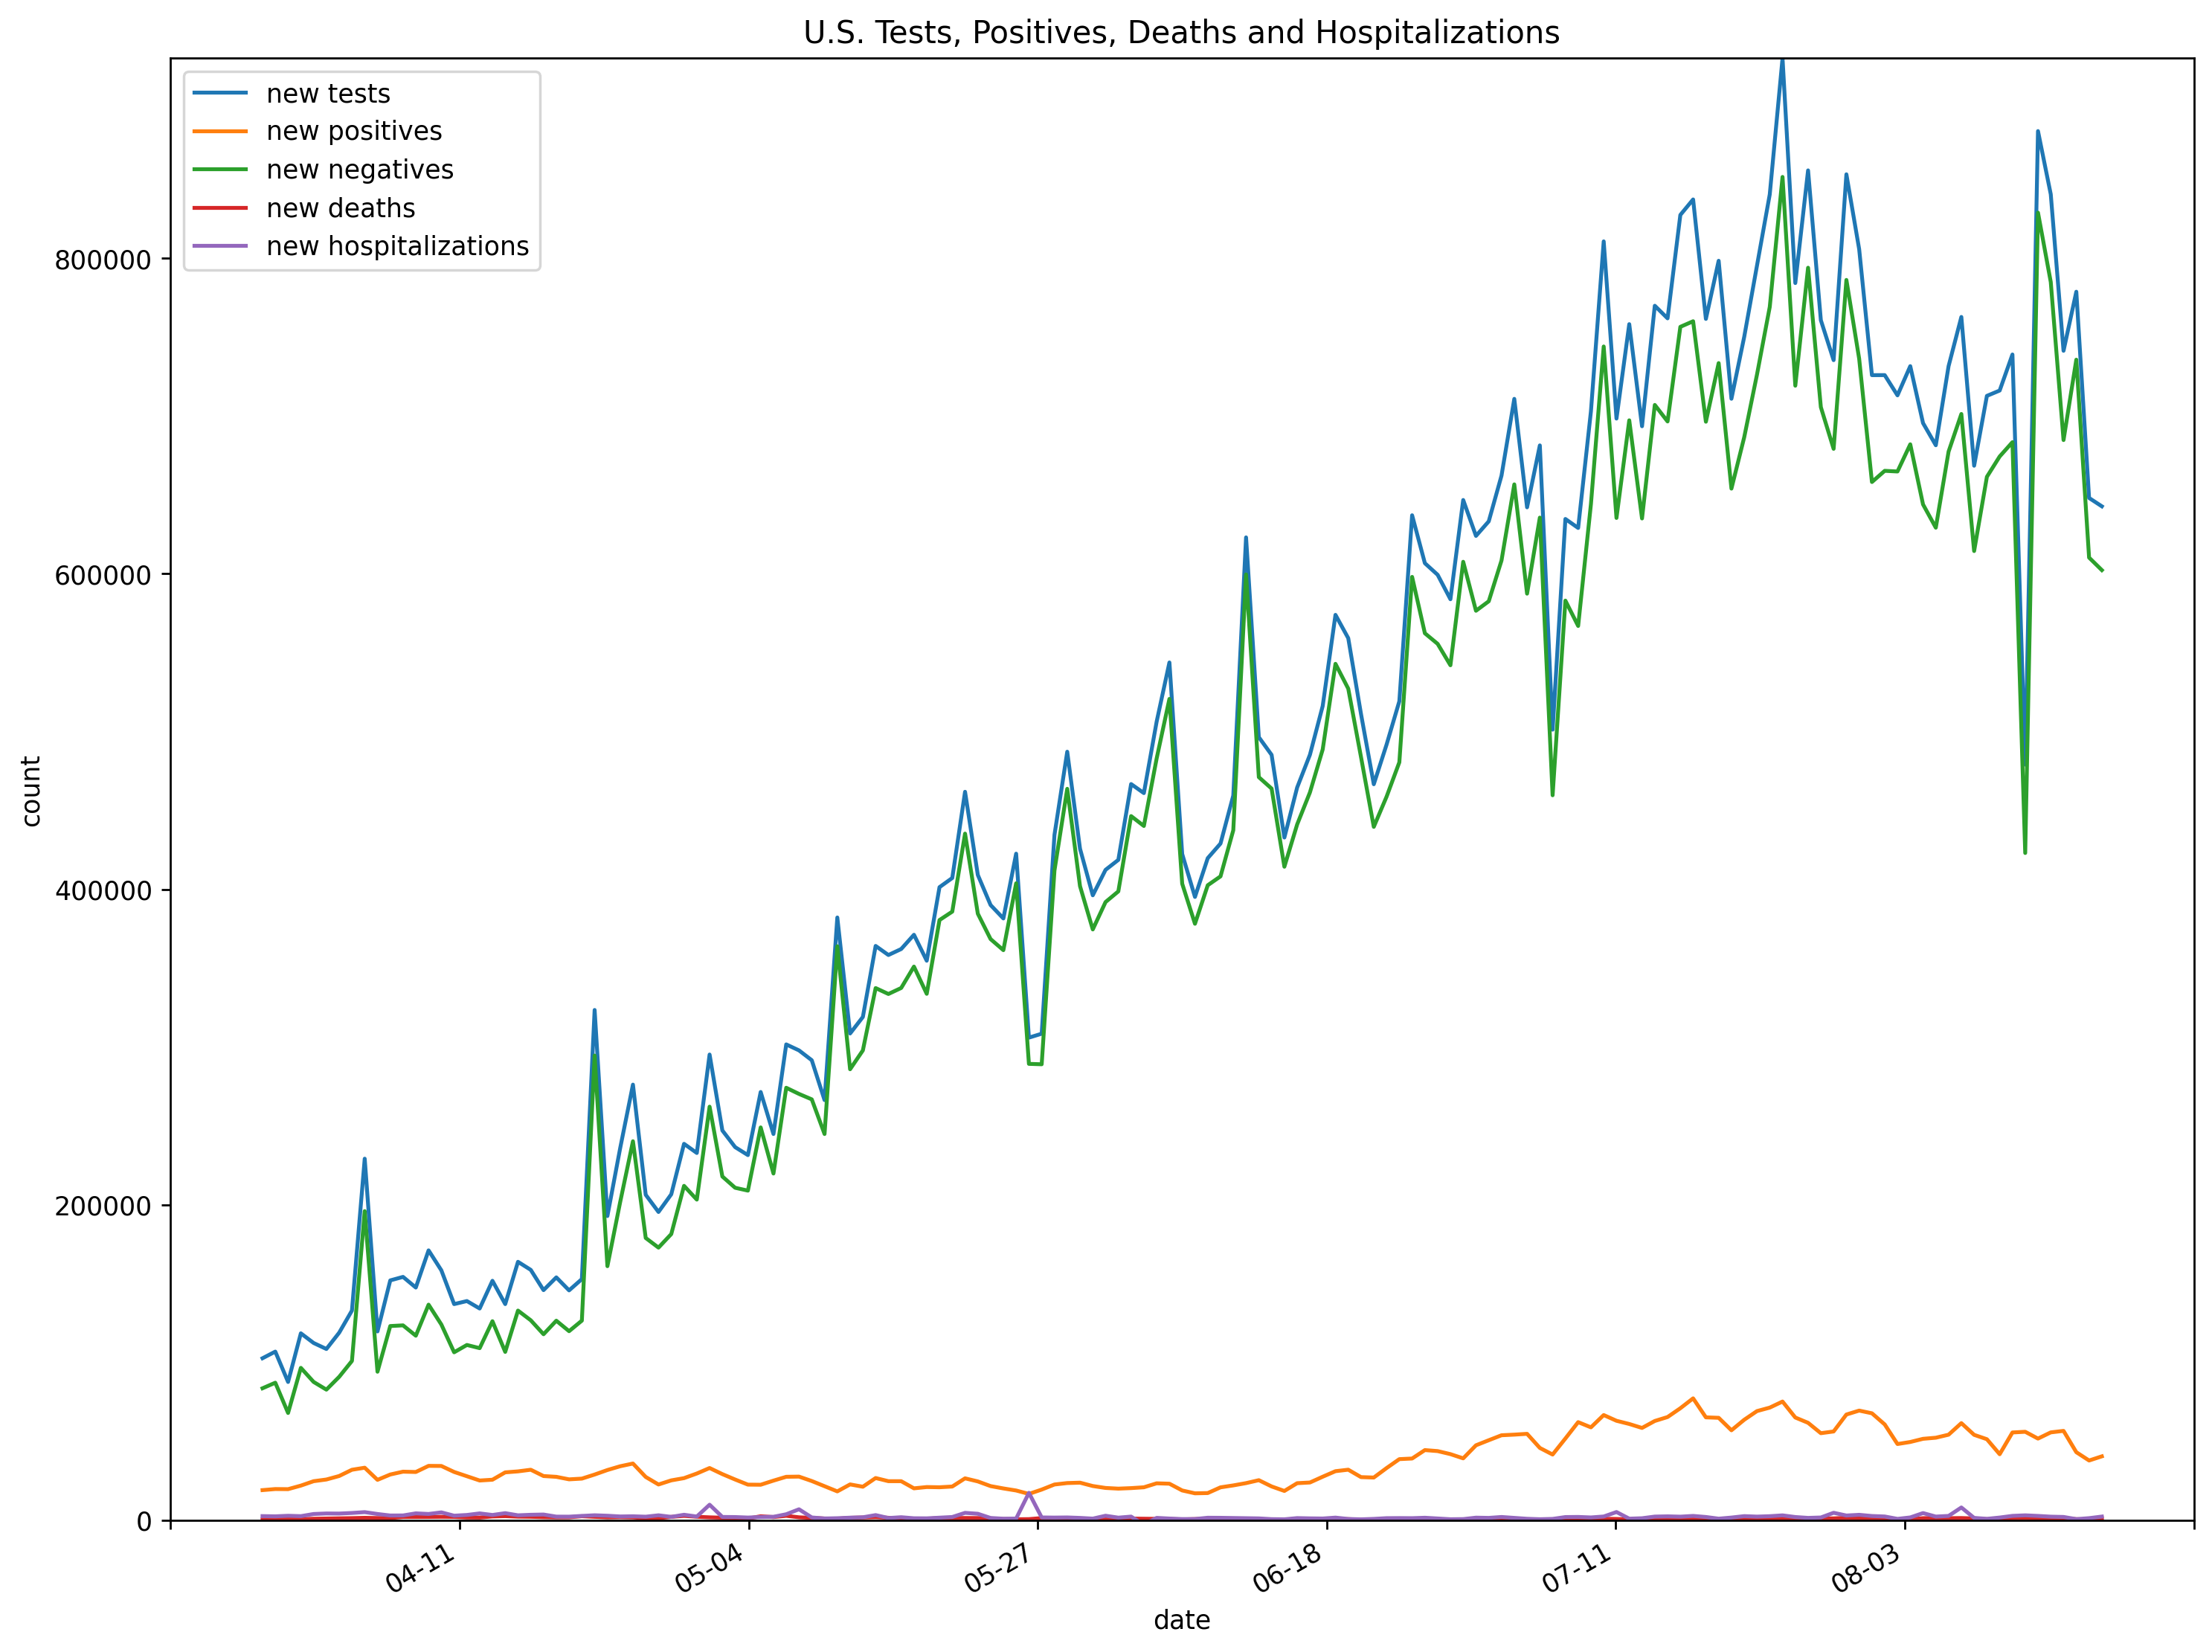 U.S. Tests, Positives, Deaths and Hospitalizations
new tests
new positives
new negatives
new deaths
new hospitalizations
800000
600000
400000
200000
0
count
04-11
05-04
05-27
06-18
07-11
08-03
date